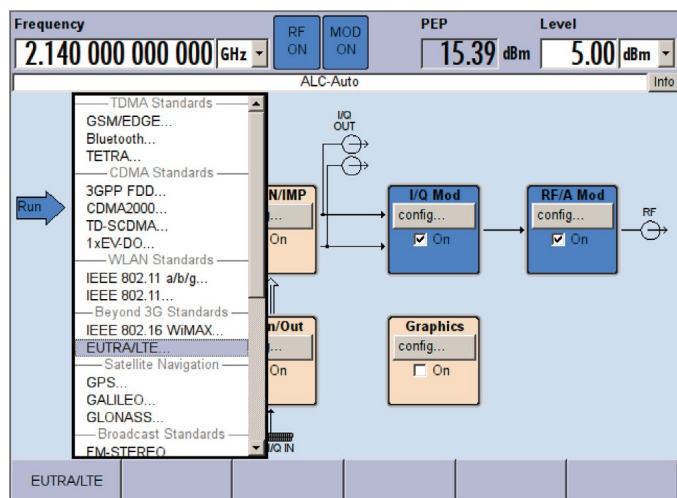 Frequency
2.140 000 000 000 GHz
RF ON
MOD ON
PEP
15.39 dBm
Level
5.00 dBm
ALC-Auto
Info
TDMA Standards
GSM/EDGE...
Bluetooth...
TETRA...
CDMA Standards
3GPP FDD...
CDMA2000...
TD-SCDMA...
1xEV-DO...
WLAN Standards
IEEE 802.11 a/b/g...
IEEE 802.11...
Beyond 3G Standards
IEEE 802.16 WiMAX...
EUTRA/LTE...
Satellite Navigation
GPS...
GALILEO...
GLONASS...
Broadcast Standards
FM-STEREO
Run
I/Q
OUT
N/IMP
On
I/Q Mod
config...
On
RF/A Mod
config...
On
RF
n/Out
On
Graphics
config...
On
I/Q IN
EUTRA/LTE